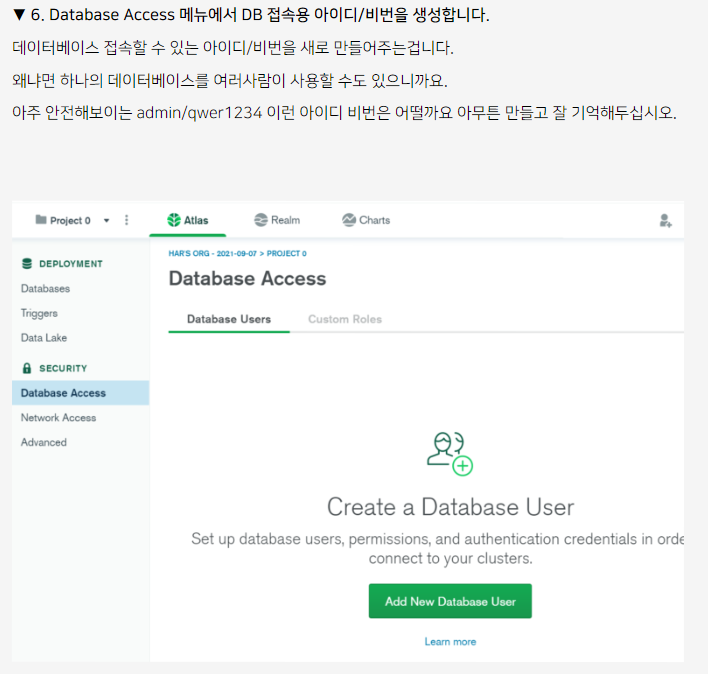 ▼ 6. Database Access 메뉴에서 DB 접속용 아이디/비번을 생성합니다.
데이터베이스 접속할 수 있는 아이디/비번을 새로 만들어주는겁니다.
왜냐면 하나의 데이터베이스를 여러사람이 사용할 수도 있으니까요.
아주 안전해보이는 admin/qwer1234 이런 아이디 비번은 어떨까요 아무튼 만들고 잘 기억해두십시오.
Project 0
Atlas
Realm
Charts
DEPLOYMENT
Databases
Triggers
Data Lake
SECURITY
Database Access
Network Access
Advanced
HAR'S ORG - 2021-09-07 > PROJECT 0
Database Access
Database Users
Custom Roles
Create a Database User
Set up database users, permissions, and authentication credentials in orde
connect to your clusters.
Add New Database User
Learn more